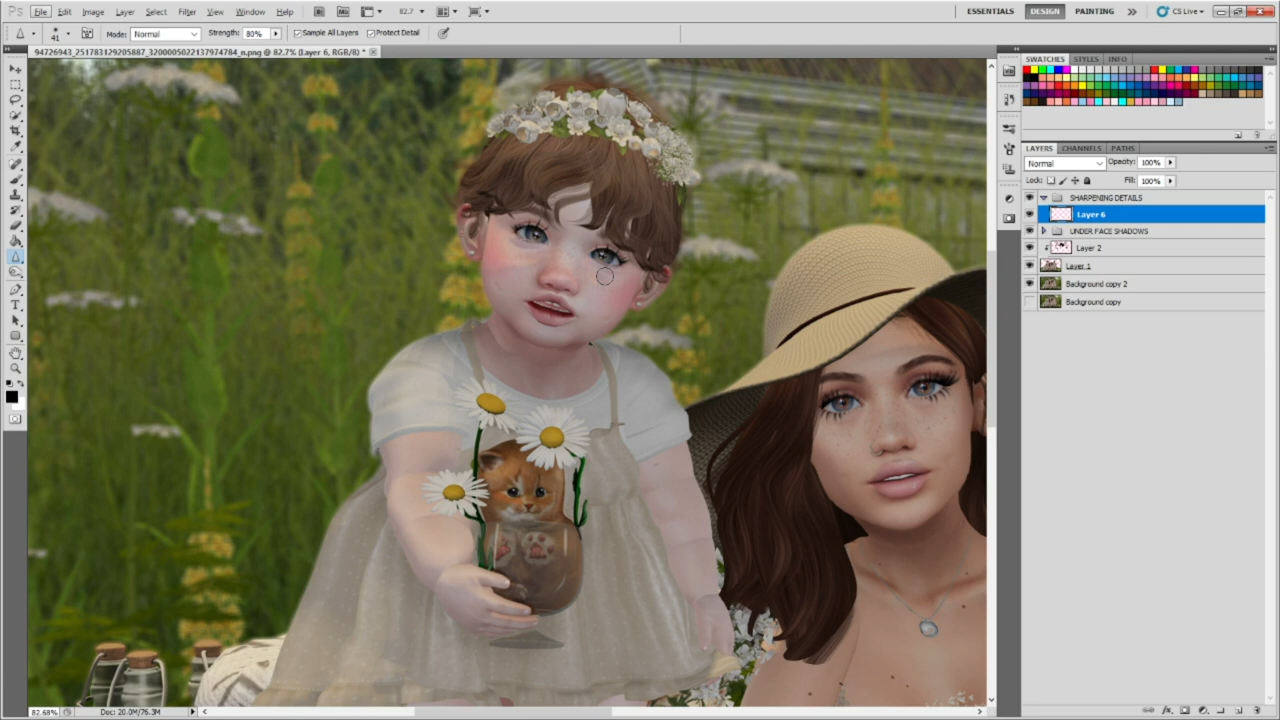 Ps File Edit Image Layer Select Filter View Window Help Mb 82.7 ESSENTIALS DESIGN PAINTING CS Live
41 Mode: Normal Strength: 80% Sample All Layers Protect Detail
94726943_251783129205887_3200005022137974784_n.png @ 82.7% (Layer 6, RGB/8) *
SWATCHES STYLES INFO
LAYERS CHANNELS PATHS
Normal Opacity: 100%
Lock: Fill: 100%
SHARPENING DETAILS
Layer 6
UNDER FACE SHADOWS
Layer 2
Layer 1
Background copy 2
Background copy
82.68% Doc: 20.0M/76.3M